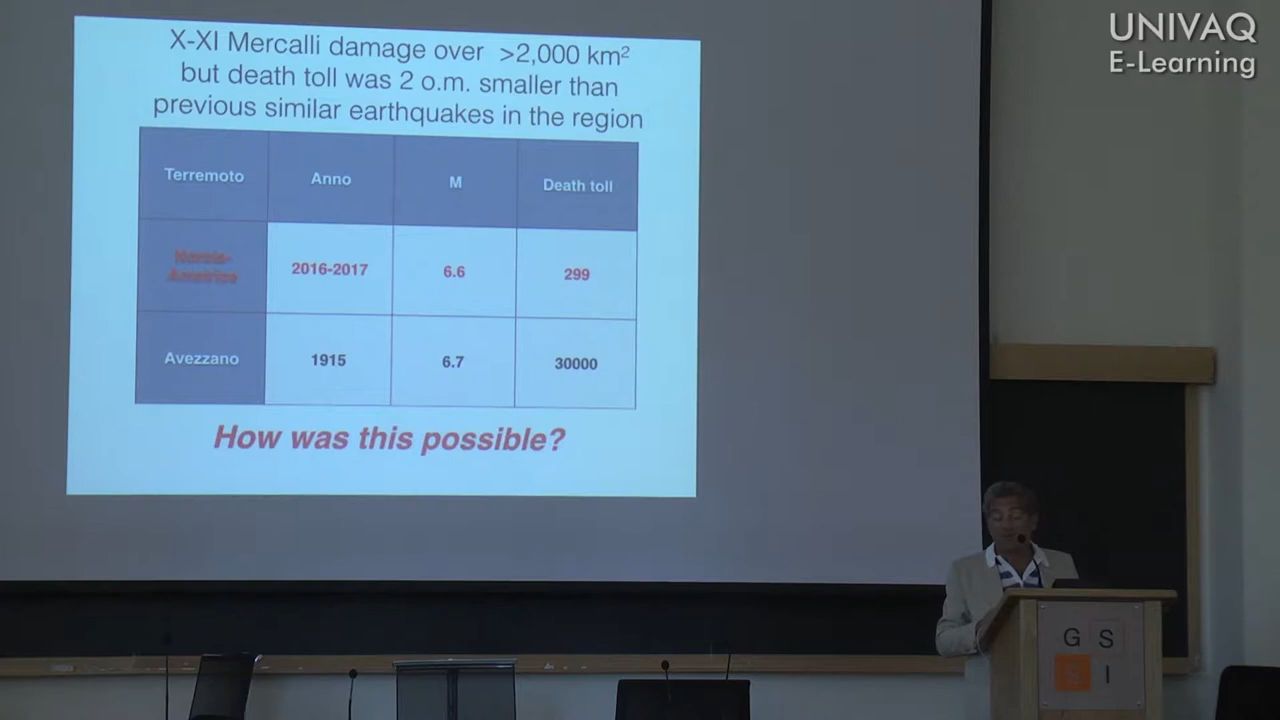 UNIVAQ
E-Learning
X-XI Mercalli damage over >2,000 km²
but death toll was 2 o.m. smaller than
previous similar earthquakes in the region
Terremoto Anno M Death toll
Norcia-
Amatrice
2016-2017 6.6 299
Avezzano 1915 6.7 30000
How was this possible?
G S
I